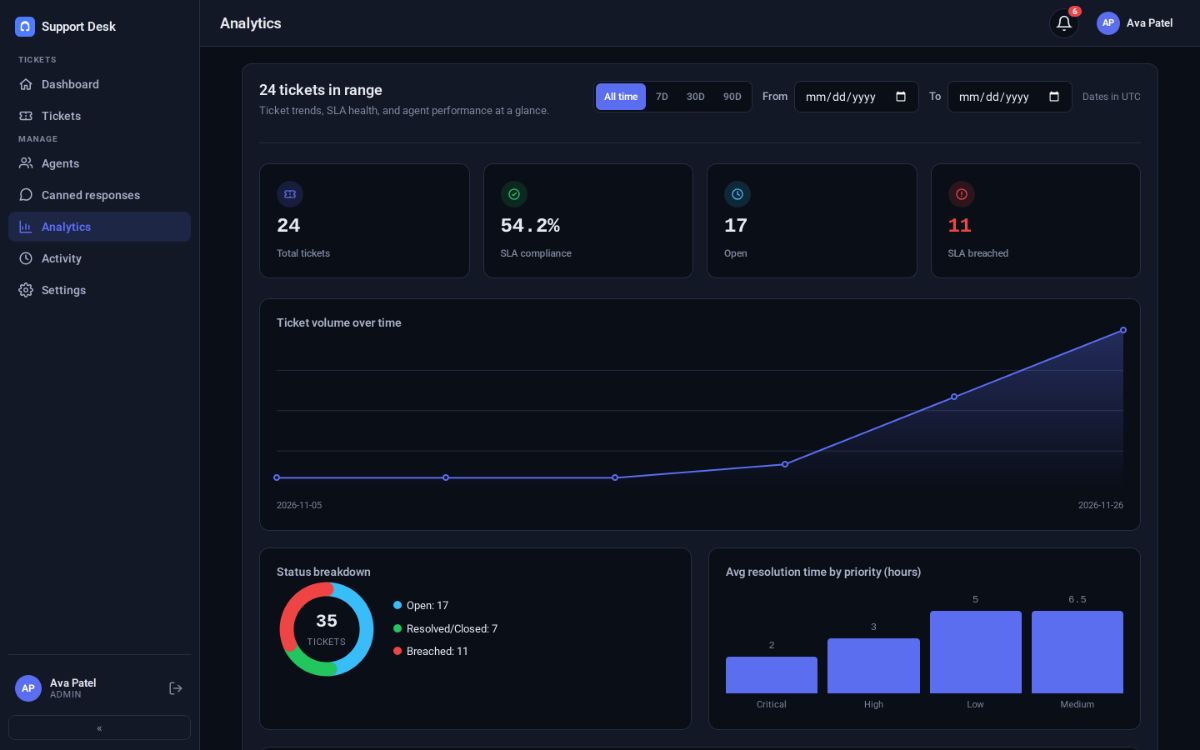 Support Desk
TICKETS
Dashboard
Tickets
MANAGE
Agents
Canned responses
Analytics
Activity
Settings
Ava Patel
AP
ADMIN
«
Analytics
6
AP
Ava Patel
24 tickets in range
Ticket trends, SLA health, and agent performance at a glance.
All time 7D 30D 90D From mm/dd/yyyy To mm/dd/yyyy Dates in UTC
24
Total tickets
54.2%
SLA compliance
17
Open
11
SLA breached
Ticket volume over time
2026-11-05 2026-11-26
Status breakdown
35
TICKETS
Open: 17
Resolved/Closed: 7
Breached: 11
Avg resolution time by priority (hours)
2 3 5 6.5
Critical High Low Medium